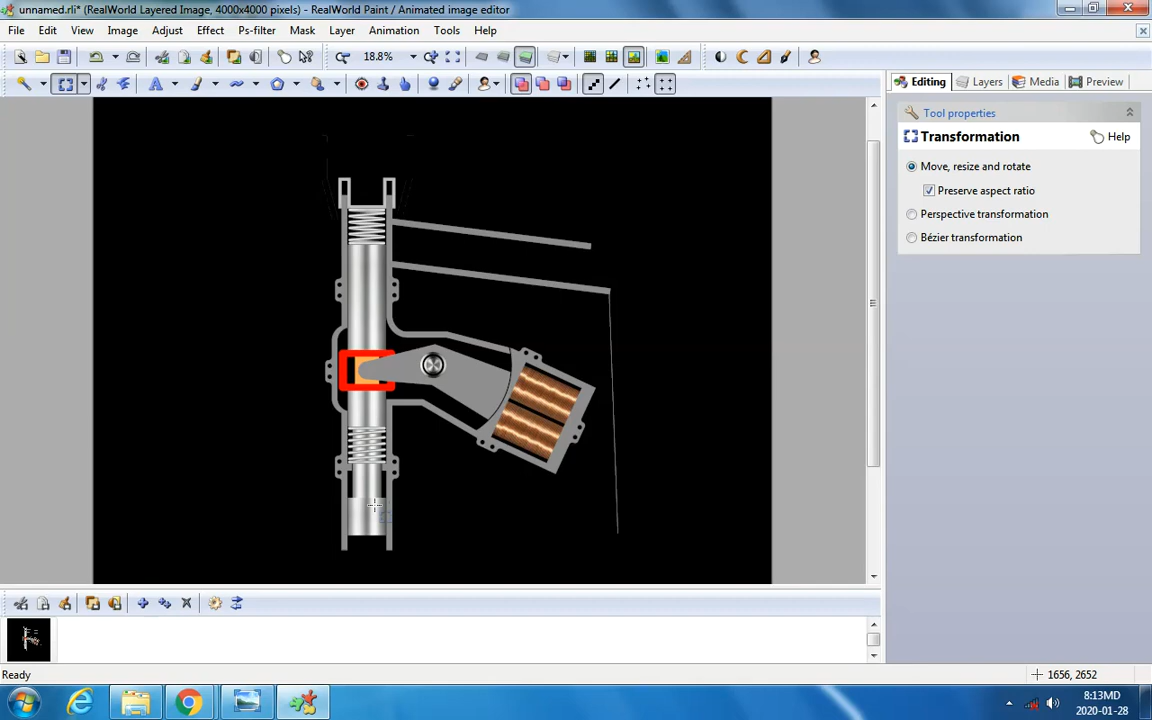 unnamed.rli* (RealWorld Layered Image, 4000x4000 pixels) - RealWorld Paint / Animated image editor
File Edit View Image Adjust Effect Ps-filter Mask Layer Animation Tools Help
18.8%
Editing Layers Media Preview
Tool properties
Transformation Help
Move, resize and rotate
Preserve aspect ratio
Perspective transformation
Bézier transformation
Ready
1656, 2652
8:13MD
2020-01-28